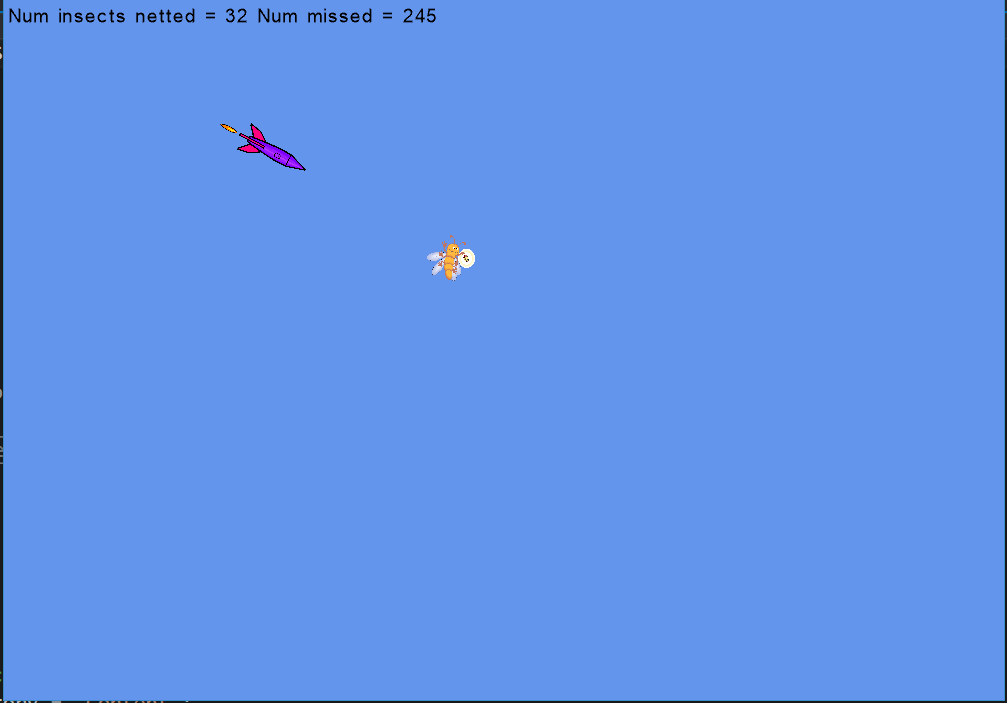 Num insects netted = 32 Num missed = 245